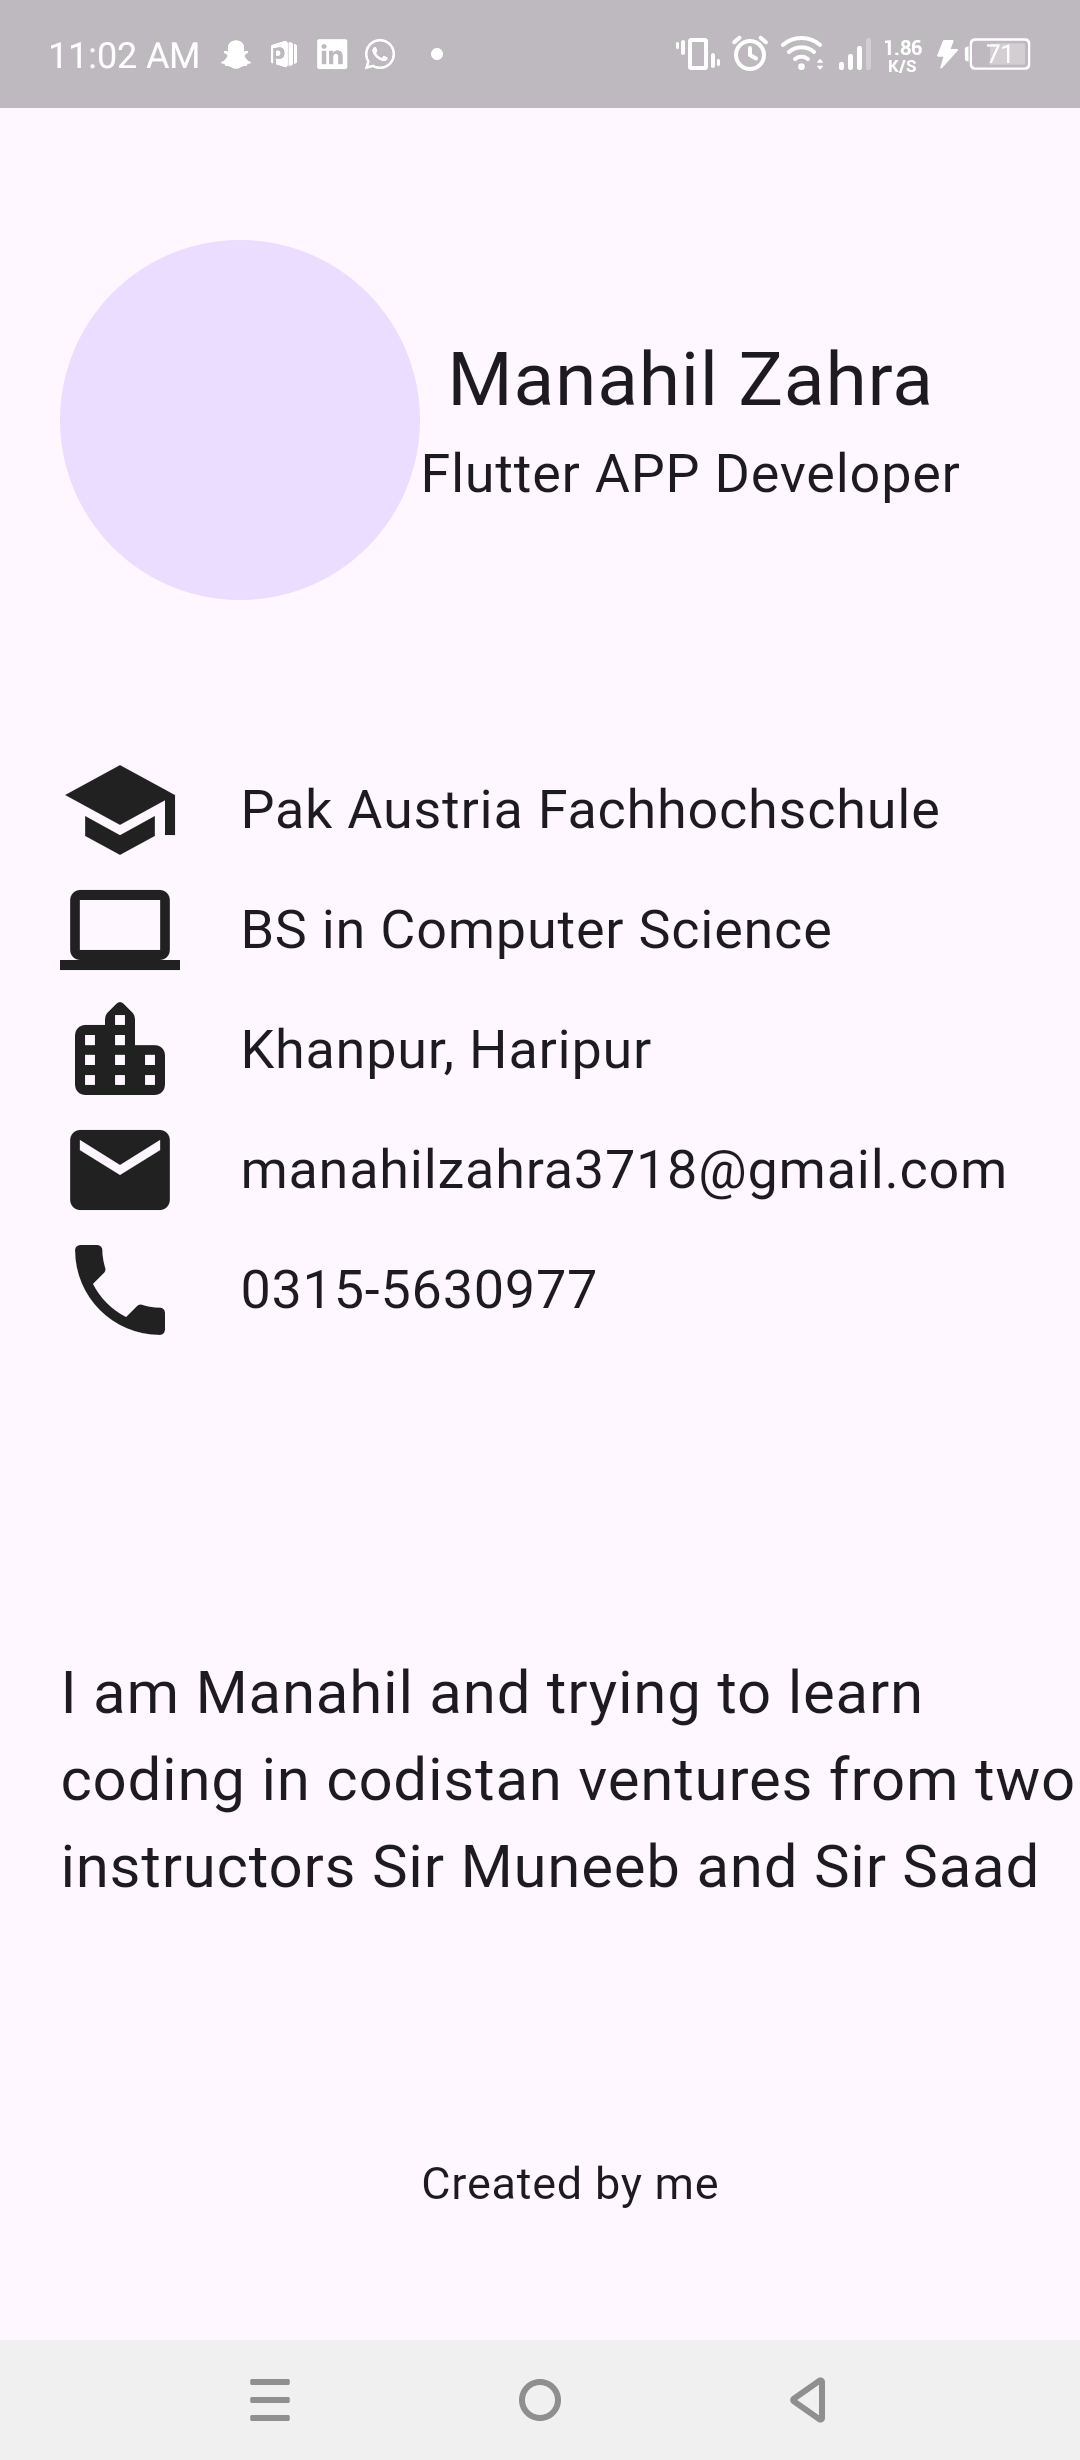 11:02 AM
1.86
K/S
71
Manahil Zahra
Flutter APP Developer
Pak Austria Fachhochschule
BS in Computer Science
Khanpur, Haripur
manahilzahra3718@gmail.com
0315-5630977
I am Manahil and trying to learn
coding in codistan ventures from two
instructors Sir Muneeb and Sir Saad
Created by me